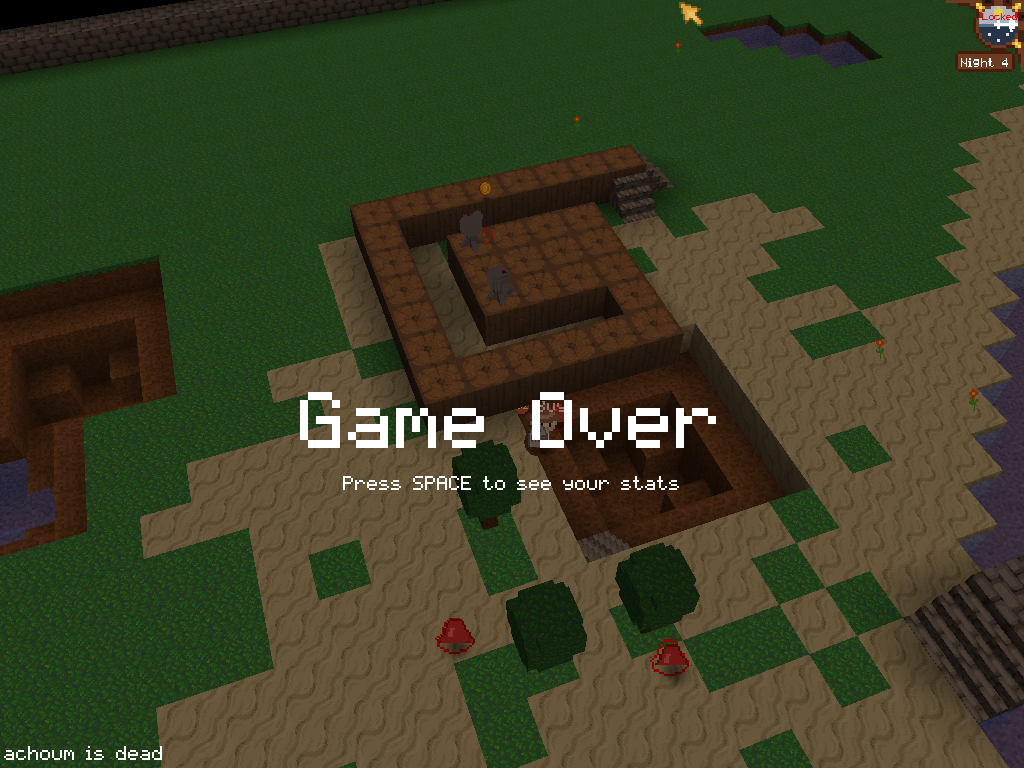 Locked
Night 4
Game Over
Press SPACE to see your stats
achoum is dead